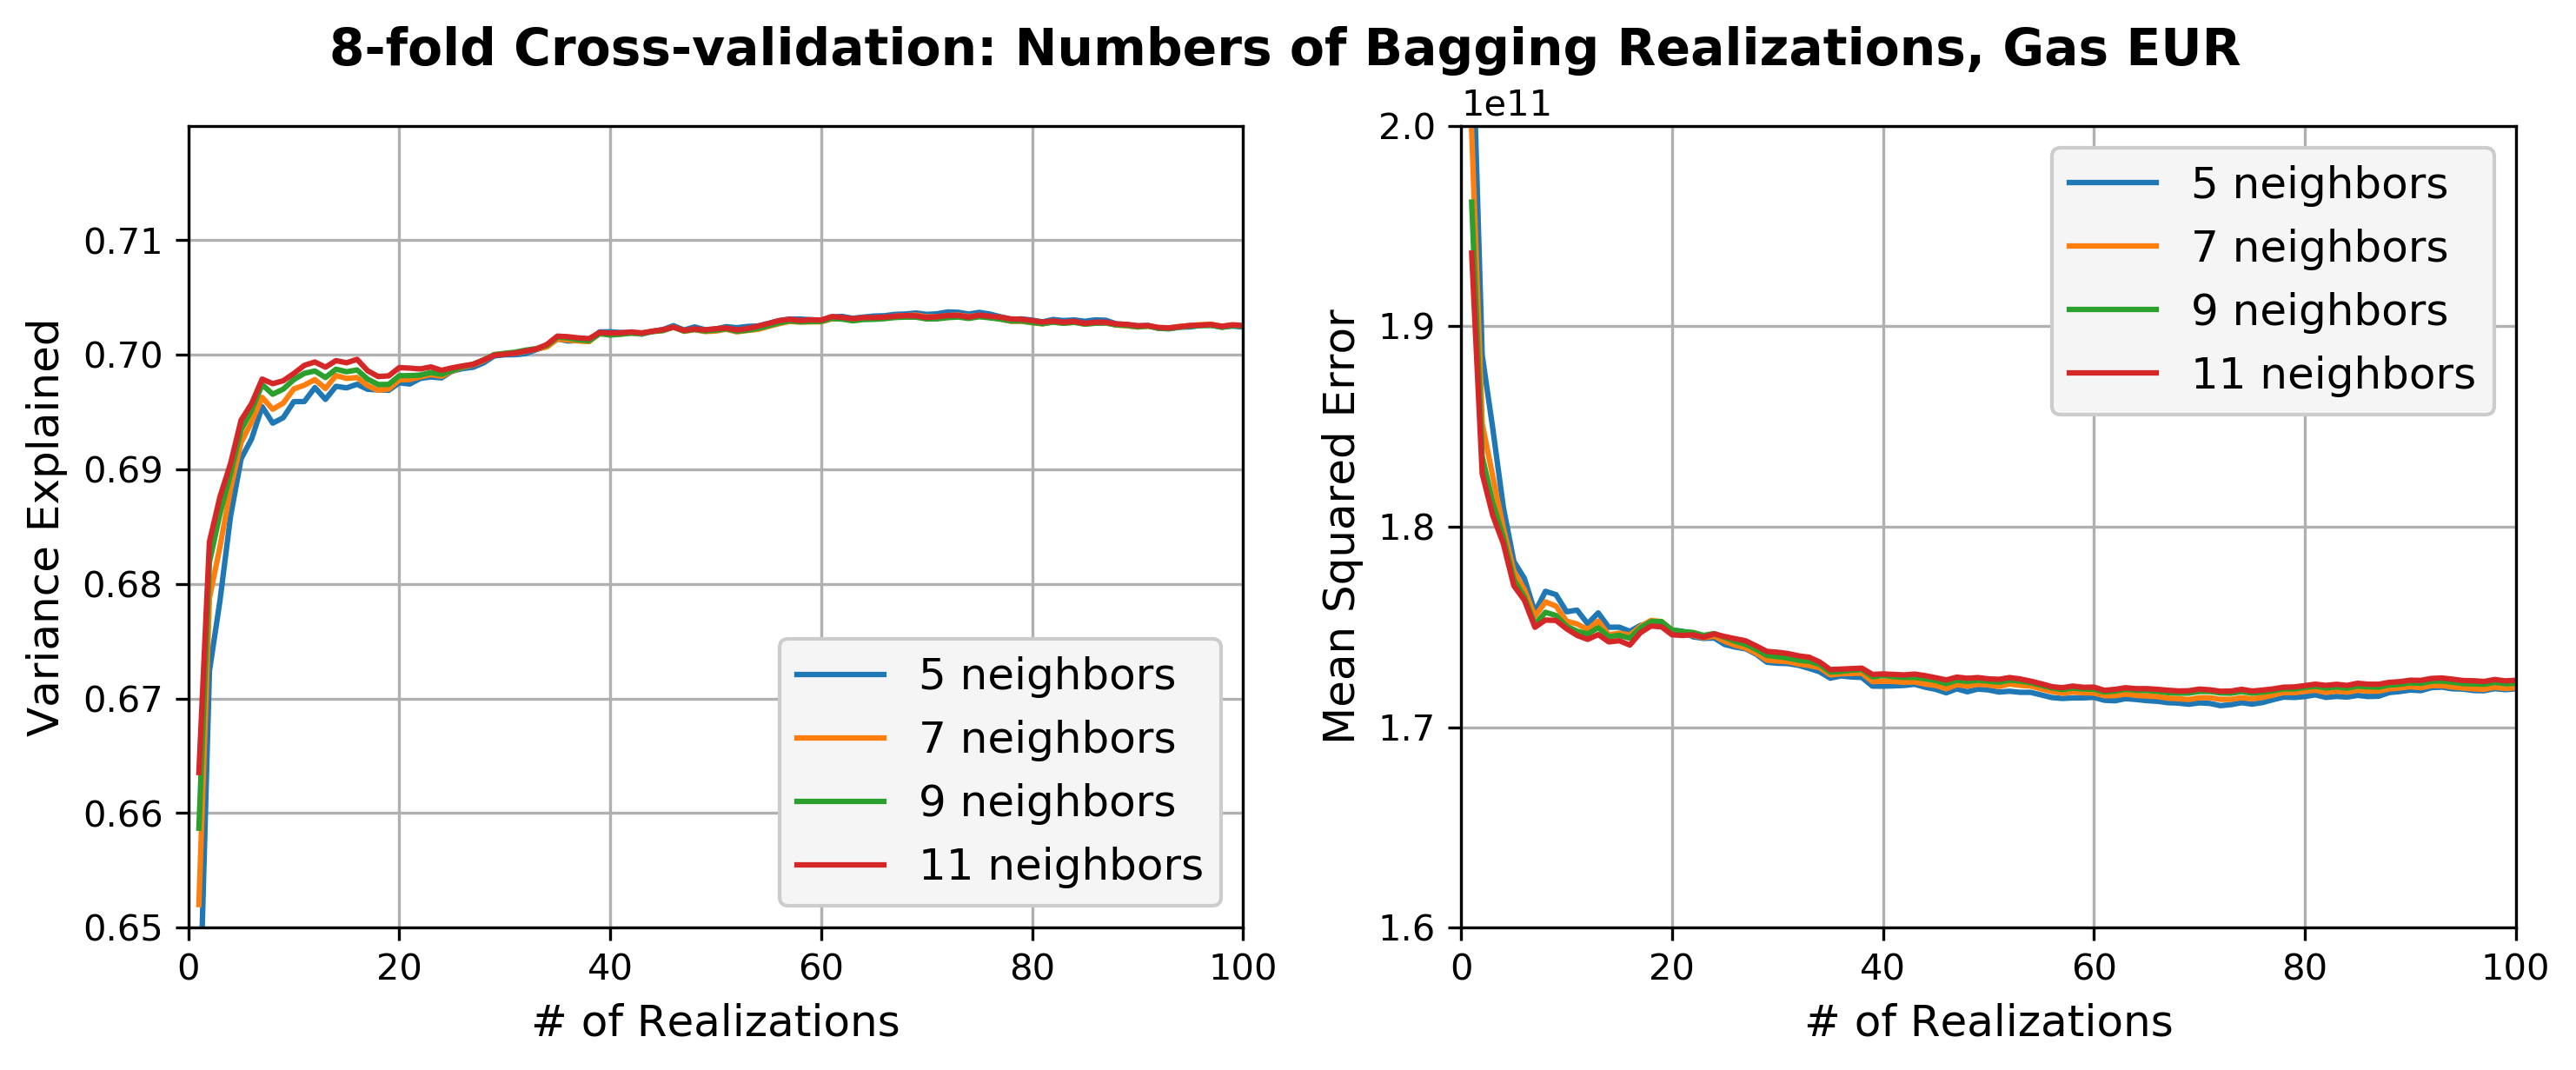 8-fold Cross-validation: Numbers of Bagging Realizations, Gas EUR
Variance Explained
0.71
0.70
0.69
0.68
0.67
0.66
0.65
0 20 40 60 80 100
# of Realizations
5 neighbors
7 neighbors
9 neighbors
11 neighbors
1e11
Mean Squared Error
2.0
1.9
1.8
1.7
1.6
0 20 40 60 80 100
# of Realizations
5 neighbors
7 neighbors
9 neighbors
11 neighbors